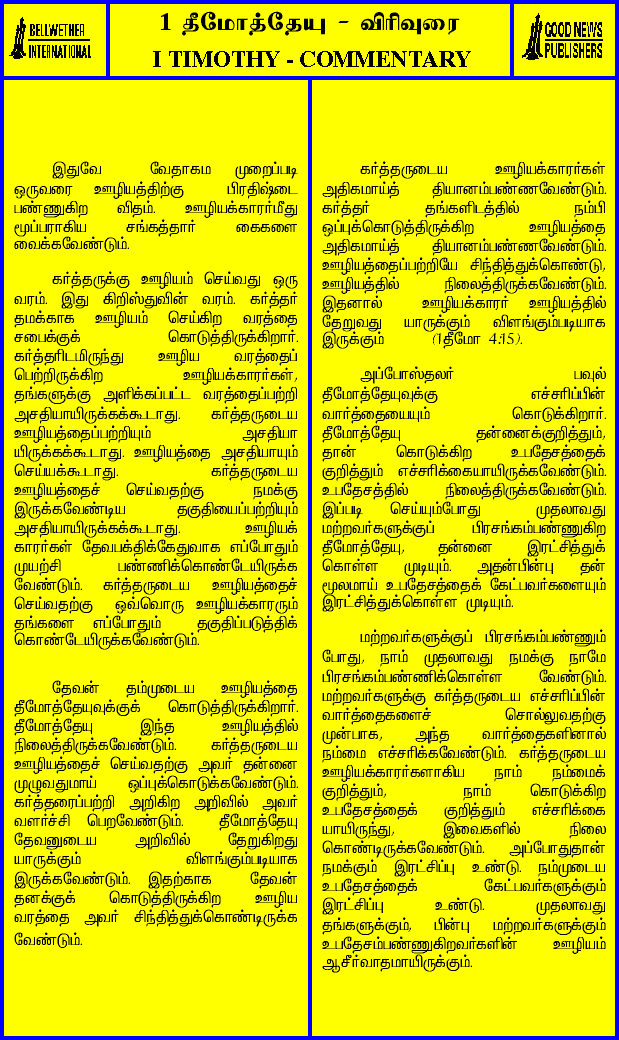 BELLWETHER
INTERNATIONAL
1 தீமோத்தேயு - விரிவுரை
I TIMOTHY - COMMENTARY
GOOD NEWS
PUBLISHERS
இதுவே வேதாகம முறைப்படி
ஒருவரை ஊழியத்திற்கு பிரதிஷ்டை
பண்ணுகிற விதம். ஊழியக்காரர்மீது
மூப்பராகிய சங்கத்தார் கைகளை
வைக்கவேண்டும்.
கர்த்தருக்கு ஊழியம் செய்வது ஒரு
வரம். இது கிறிஸ்துவின் வரம். கர்த்தர்
தமக்காக ஊழியம் செய்கிற வரத்தை
சபைக்குக் கொடுத்திருக்கிறார்.
கர்த்தரிடமிருந்து ஊழிய வரத்தைப்
பெற்றிருக்கிற ஊழியக்காரர்கள்,
தங்களுக்கு அளிக்கப்பட்ட வரத்தைப்பற்றி
அசதியாயிருக்கக்கூடாது. கர்த்தருடைய
ஊழியத்தைப்பற்றியும் அசதியா
யிருக்கக்கூடாது. ஊழியத்தை அசதியாயும்
செய்யக்கூடாது. கர்த்தருடைய
ஊழியத்தைச் செய்வதற்கு நமக்கு
இருக்கவேண்டிய தகுதியைப்பற்றியும்
அசதியாயிருக்கக்கூடாது. ஊழியக்
காரர்கள் தேவபக்திக்கேதுவாக எப்போதும்
முயற்சி பண்ணிக்கொண்டேயிருக்க
வேண்டும். கர்த்தருடைய ஊழியத்தைச்
செய்வதற்கு ஒவ்வொரு ஊழியக்காரரும்
தங்களை எப்போதும் தகுதிப்படுத்திக்
கொண்டேயிருக்கவேண்டும்.
தேவன் தம்முடைய ஊழியத்தை
தீமோத்தேயுவுக்குக் கொடுத்திருக்கிறார்.
தீமோத்தேயு இந்த ஊழியத்தில்
நிலைத்திருக்கவேண்டும். கர்த்தருடைய
ஊழியத்தைச் செய்வதற்கு அவர் தன்னை
முழுவதுமாய் ஒப்புக்கொடுக்கவேண்டும்.
கர்த்தரைப்பற்றி அறிகிற அறிவில் அவர்
வளர்ச்சி பெறவேண்டும். தீமோத்தேயு
தேவனுடைய அறிவில் தேறுகிறது
யாருக்கும் விளங்கும்படியாக
இருக்கவேண்டும். இதற்காக தேவன்
தனக்குக் கொடுத்திருக்கிற ஊழிய
வரத்தை அவர் சிந்தித்துக்கொண்டிருக்க
வேண்டும்.
கர்த்தருடைய ஊழியக்காரர்கள்
அதிகமாய்த் தியானம்பண்ணவேண்டும்.
கர்த்தர் தங்களிடத்தில் நம்பி
ஒப்புக்கொடுத்திருக்கிற ஊழியத்தை
அதிகமாய்த் தியானம்பண்ணவேண்டும்.
ஊழியத்தைப்பற்றியே சிந்தித்துக்கொண்டு,
ஊழியத்தில் நிலைத்திருக்கவேண்டும்.
இதனால் ஊழியக்காரர் ஊழியத்தில்
தேறுவது யாருக்கும் விளங்கும்படியாக
இருக்கும் (1தீமோ 4:15).
அப்போஸ்தலர் பவுல்
தீமோத்தேயுவுக்கு எச்சரிப்பின்
வார்த்தையையும் கொடுக்கிறார்.
தீமோத்தேயு தன்னைக்குறித்தும்,
தான் கொடுக்கிற உபதேசத்தைக்
குறித்தும் எச்சரிக்கையாயிருக்கவேண்டும்.
உபதேசத்தில் நிலைத்திருக்கவேண்டும்.
இப்படி செய்யும்போது முதலாவது
மற்றவர்களுக்குப் பிரசங்கம்பண்ணுகிற
தீமோத்தேயு, தன்னை இரட்சித்துக்
கொள்ள முடியும். அதன்பின்பு தன்
மூலமாய் உபதேசத்தைக் கேட்பவர்களையும்
இரட்சித்துக்கொள்ள முடியும்.
மற்றவர்களுக்குப் பிரசங்கம்பண்ணும்
போது, நாம் முதலாவது நமக்கு நாமே
பிரசங்கம்பண்ணிக்கொள்ள வேண்டும்.
மற்றவர்களுக்கு கர்த்தருடைய எச்சரிப்பின்
வார்த்தைகளைச் சொல்லுவதற்கு
முன்பாக, அந்த வார்த்தைகளினால்
நம்மை எச்சரிக்கவேண்டும். கர்த்தருடைய
ஊழியக்காரர்களாகிய நாம் நம்மைக்
குறித்தும், நாம் கொடுக்கிற
உபதேசத்தைக் குறித்தும் எச்சரிக்கை
யாயிருந்து, இவைகளில் நிலை
கொண்டிருக்கவேண்டும். அப்போதுதான்
நமக்கும் இரட்சிப்பு உண்டு. நம்முடைய
உபதேசத்தைக் கேட்பவர்களுக்கும்
இரட்சிப்பு உண்டு. முதலாவது
தங்களுக்கும், பின்பு மற்றவர்களுக்கும்
உபதேசம்பண்ணுகிறவர்களின் ஊழியம்
ஆசீர்வாதமாயிருக்கும்.